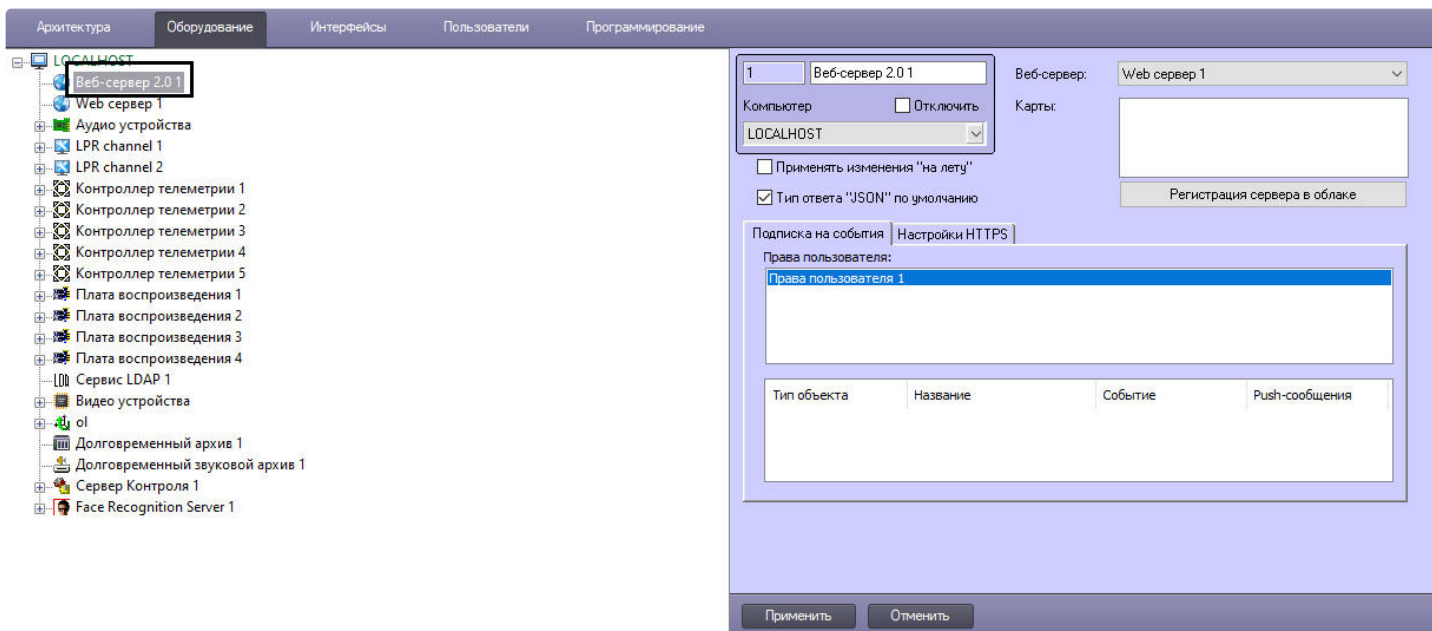 Архитектура Оборудование Интерфейсы Пользователи Программирование
LOCALHOST
Веб-сервер 2.0 1
Web сервер 1
Аудио устройства
LPR channel 1
LPR channel 2
Контроллер телеметрии 1
Контроллер телеметрии 2
Контроллер телеметрии 3
Контроллер телеметрии 4
Контроллер телеметрии 5
Плата воспроизведения 1
Плата воспроизведения 2
Плата воспроизведения 3
Плата воспроизведения 4
Сервис LDAP 1
Видео устройства
ol
Долговременный архив 1
Долговременный звуковой архив 1
Сервер Контроля 1
Face Recognition Server 1
1 Веб-сервер 2.0 1 Веб-сервер: Web сервер 1
Компьютер Отключить Карты:
LOCALHOST
Применять изменения "на лету"
Тип ответа "JSON" по умолчанию Регистрация сервера в облаке
Подписка на события Настройки HTTPS
Права пользователя:
Права пользователя 1
Тип объекта Название Событие Push-сообщения
Применить Отменить